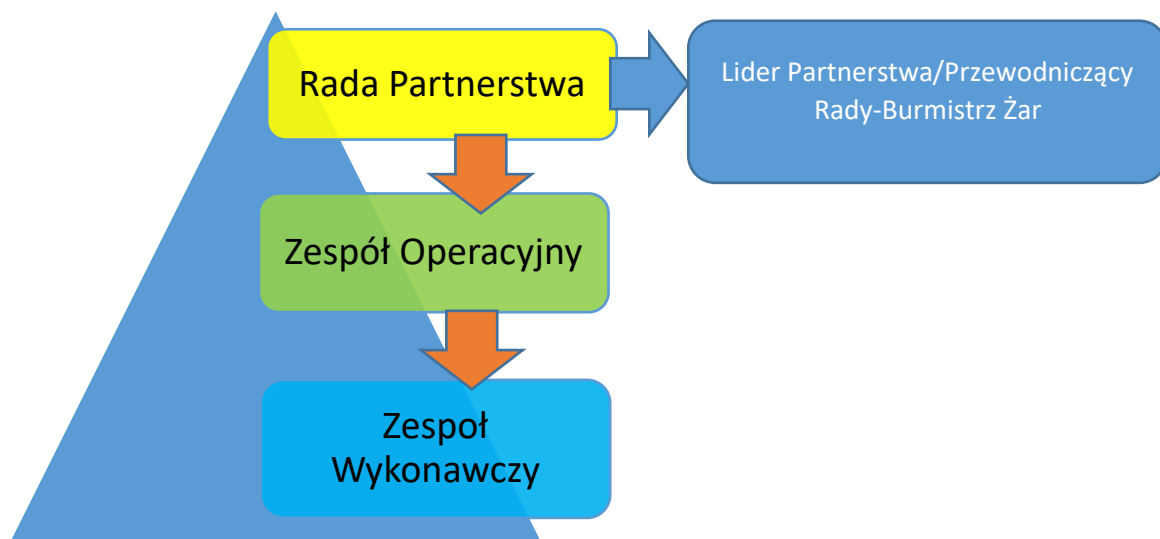 Rada Partnerstwa
Lider Partnerstwa/Przewodniczący
Rady-Burmistrz Żar
Zespół Operacyjny
Zespoł
Wykonawczy